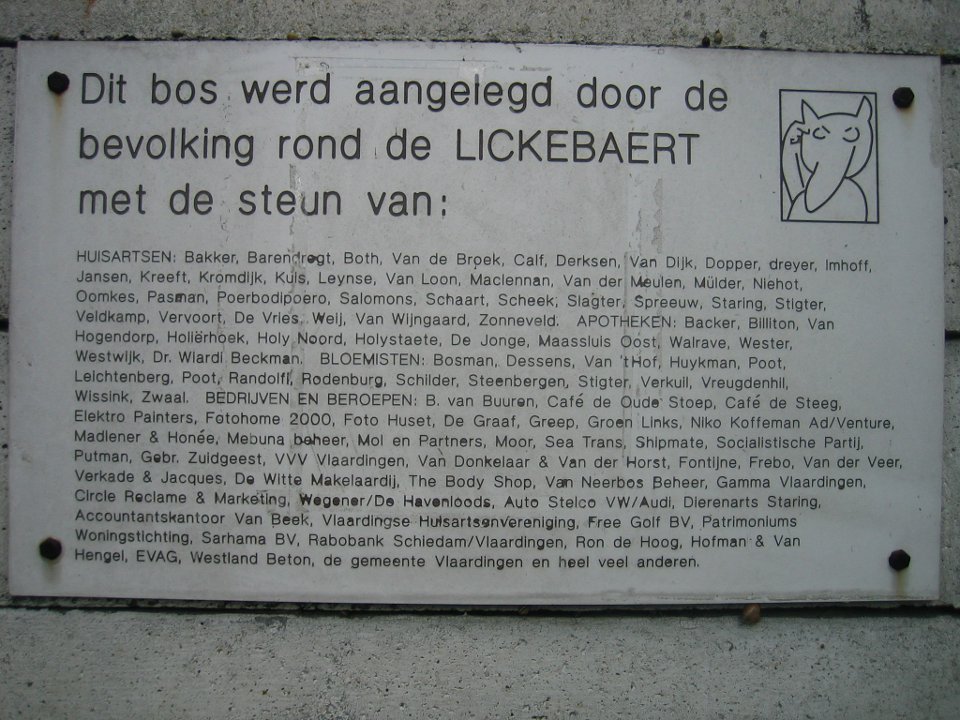 Dit bos werd aangelegd door de
bevolking rond de LICKEBAERT
met de steun van:
HUISARTSEN: Bakker, Barendregt, Both, Van de Broek, Calf, Derksen, Van Dijk, Dopper, dreyer, Imhoff,
Jansen, Kreeft, Kromdijk, Kuis, Leynse, Van Loon, Maclennan, Van der Meulen, Mülder, Niehot,
Oomkes, Pasman, Poerbodipoero, Salomons, Schaart, Scheek, Slagter, Spreeuw, Staring, Stigter,
Veldkamp, Vervoort, De Vries, Weij, Van Wijngaard, Zonneveld. APOTHEKEN: Backer, Billiton, Van
Hogendorp, Holiërhoek, Holy Noord, Holystaete, De Jonge, Maassluis Oost, Walrave, Wester,
Westwijk, Dr. Wiardi Beckman. BLOEMISTEN: Bosman, Dessens, Van 't Hof, Huykman, Poot,
Leichtenberg, Poot, Randolfi, Rodenburg, Schilder, Steenbergen, Stigter, Verkuil, Vreugdenhil,
Wissink, Zwaal. BEDRIJVEN EN BEROEPEN: B. van Buuren, Café de Oude Stoep, Café de Steeg,
Elektro Painters, Fotohome 2000, Foto Huset, De Graaf, Greep, Groen Links, Niko Koffeman Ad/Venture,
Madlener & Honée, Mebuna beheer, Mol en Partners, Moor, Sea Trans, Shipmate, Socialistische Partij,
Putman, Gebr. Zuidgeest, VVV Vlaardingen, Van Donkelaar & Van der Horst, Fontijne, Frebo, Van der Veer,
Verkade & Jacques, De Witte Makelaardij, The Body Shop, Van Neerbos Beheer, Gamma Vlaardingen,
Circle Reclame & Marketing, Wegener/De Havenloods, Auto Stelco VW/Audi, Dierenarts Staring,
Accountantskantoor Van Beek, Vlaardingse Huisartsenvereniging, Free Golf BV, Patrimoniums
Woningstichting, Sarhama BV, Rabobank Schiedam/Vlaardingen, Ron de Hoog, Hofman & Van
Hengel, EVAG, Westland Beton, de gemeente Vlaardingen en heel veel anderen.